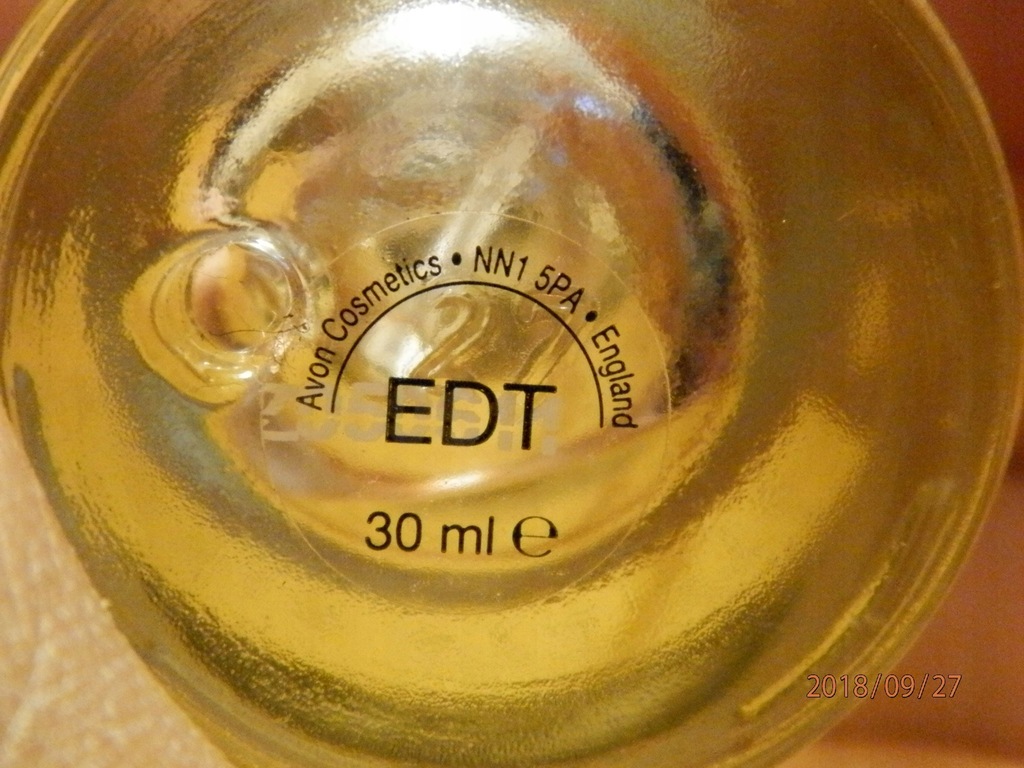 Avon Cosmetics • NN1 5PA • England
EDT
30 ml ℮
2018/09/27